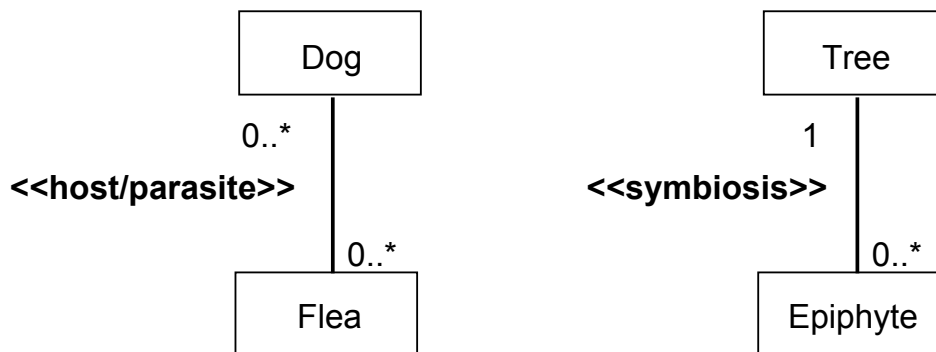 Dog
0..*
<<host/parasite>>
0..*
Flea
Tree
1
<<symbiosis>>
0..*
Epiphyte